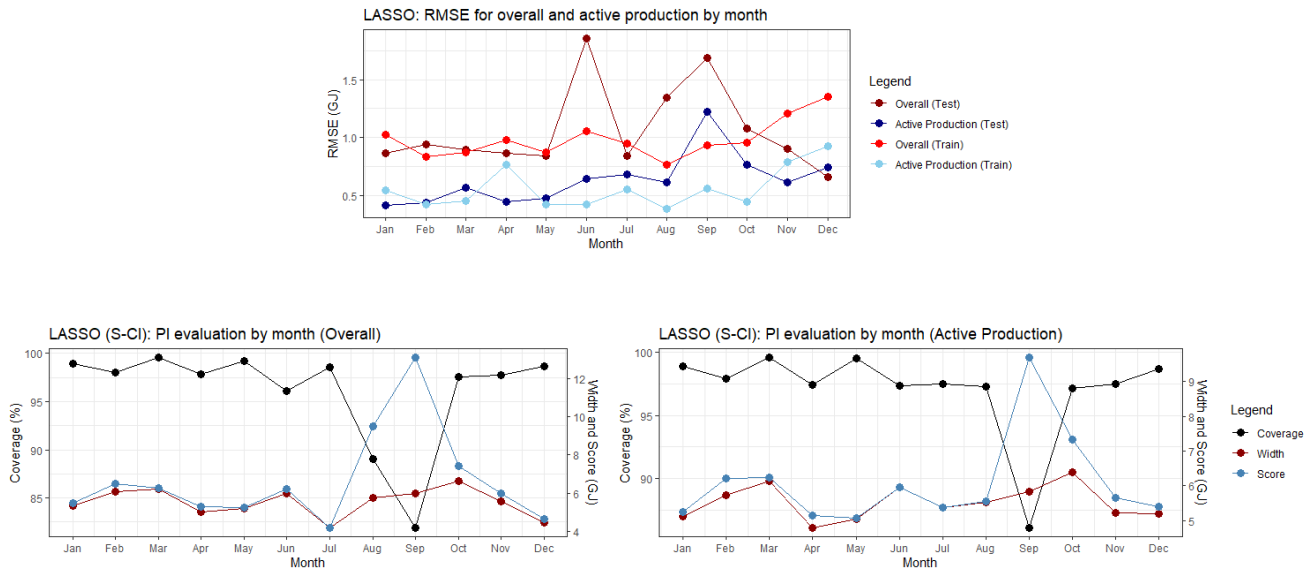 LASSO: RMSE for overall and active production by month
RMSE (GJ)
1.5
1.0
0.5
Jan Feb Mar Apr May Jun Jul Aug Sep Oct Nov Dec
Month
Legend
Overall (Test)
Active Production (Test)
Overall (Train)
Active Production (Train)
LASSO (S-CI): PI evaluation by month (Overall)
Coverage (%)
100
95
90
85
12
10
8
6
4
Width and Score (GJ)
Jan Feb Mar Apr May Jun Jul Aug Sep Oct Nov Dec
Month
LASSO (S-CI): PI evaluation by month (Active Production)
Coverage (%)
100
95
90
9
8
7
6
5
Width and Score (GJ)
Jan Feb Mar Apr May Jun Jul Aug Sep Oct Nov Dec
Month
Legend
Coverage
Width
Score